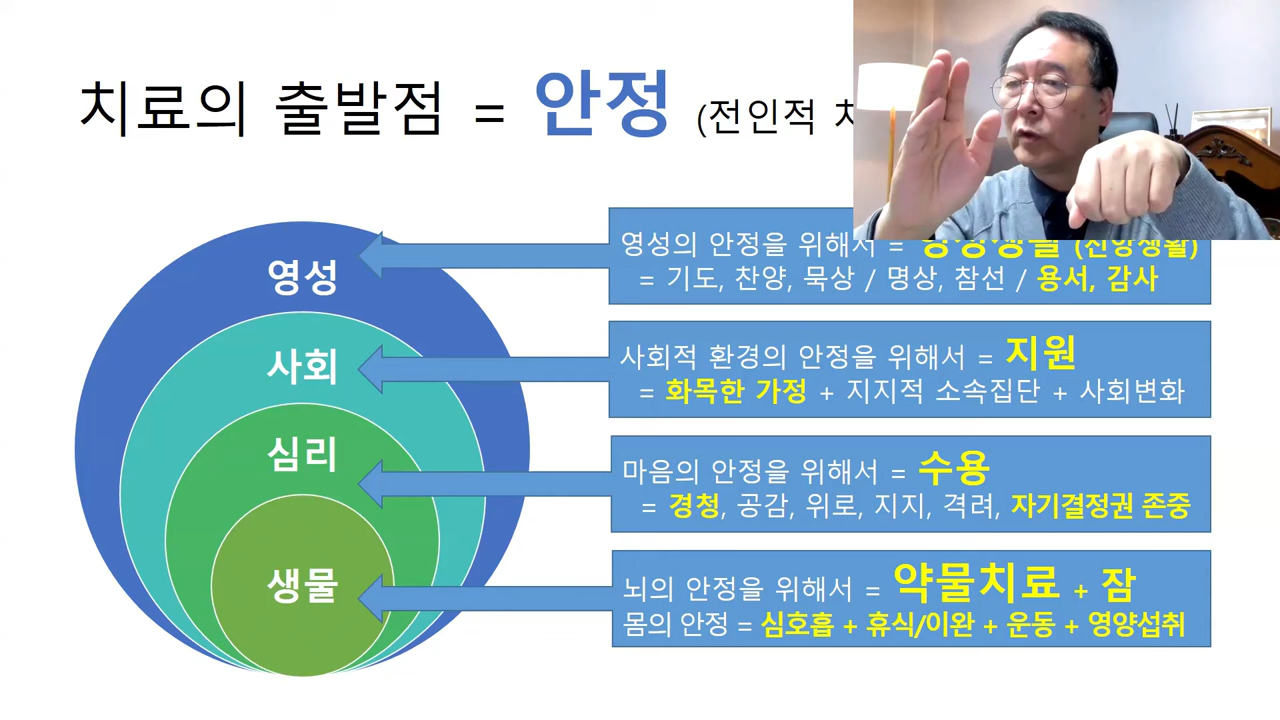 치료의 출발점 = 안정 (전인적
영성
사회
심리
생물
영성의 안정을 위해서 = (신앙생활)
= 기도, 찬양, 묵상 / 명상, 참선 / 용서, 감사
사회적 환경의 안정을 위해서 = 지원
= 화목한 가정 + 지지적 소속집단 + 사회변화
마음의 안정을 위해서 = 수용
= 경청, 공감, 위로, 지지, 격려, 자기결정권 존중
뇌의 안정을 위해서 = 약물치료 + 잠
몸의 안정 = 심호흡 + 휴식/이완 + 운동 + 영양섭취